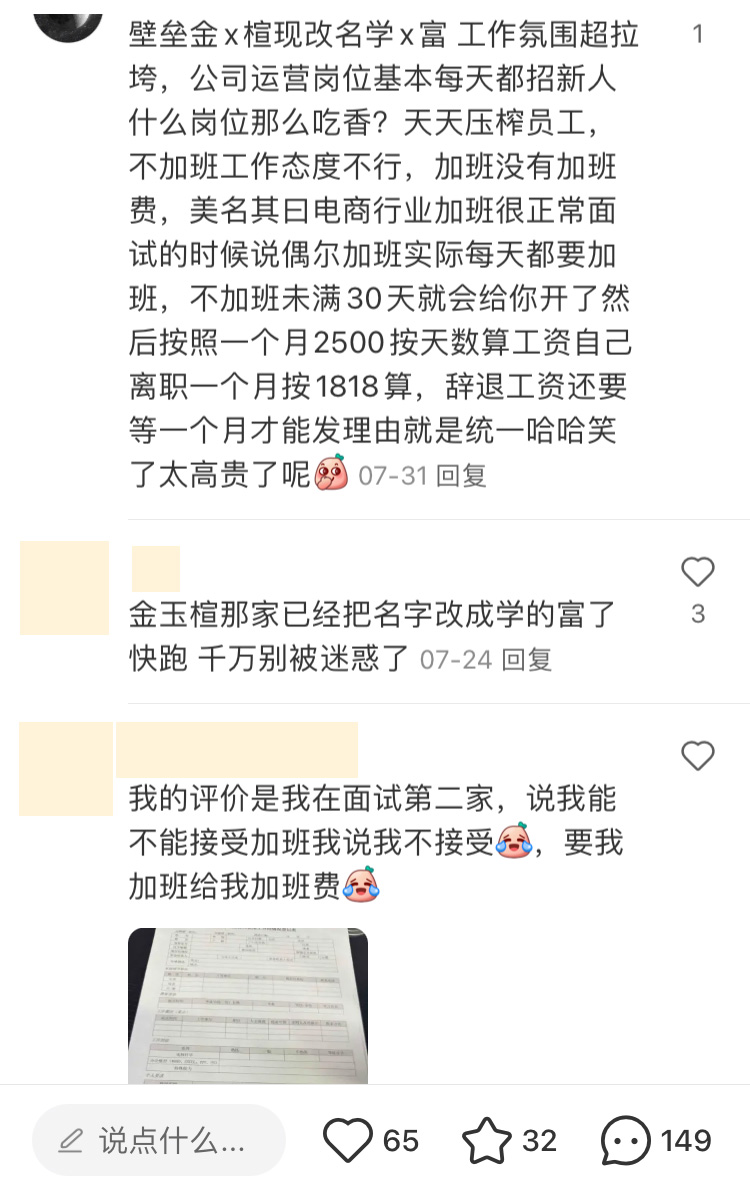 壁垒金x楦现改名学x富 工作氛围超拉
1
垮，公司运营岗位基本每天都招新人
什么岗位那么吃香？天天压榨员工，
不加班工作态度不行，加班没有加班
费，美名其曰电商行业加班很正常面
试的时候说偶尔加班实际每天都要加
班，不加班未满30天就会给你开了然
后按照一个月2500按天数算工资自己
离职一个月按1818算，辞退工资还要
等一个月才能发理由就是统一哈哈笑
了太高贵了呢 07-31 回复
金玉楦那家已经把名字改成学的富了
3
快跑 千万别被迷惑了 07-24 回复
我的评价是我在面试第二家，说我能
不能接受加班我说我不接受，要我
加班给我加班费
说点什么... 65 32 149